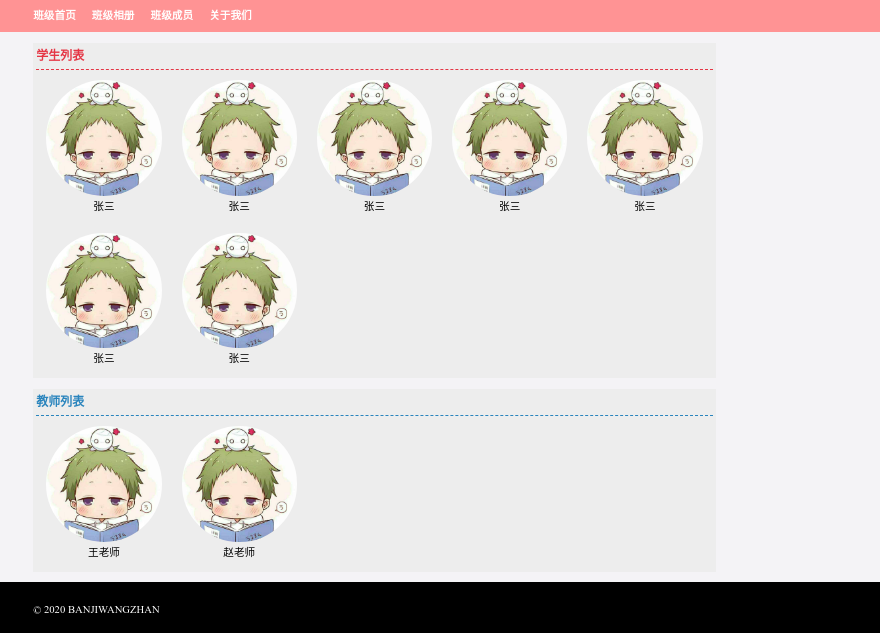 班级首页 班级相册 班级成员 关于我们
学生列表
张三 张三 张三 张三 张三
张三 张三
教师列表
王老师 赵老师
© 2020 BANJIWANGZHAN